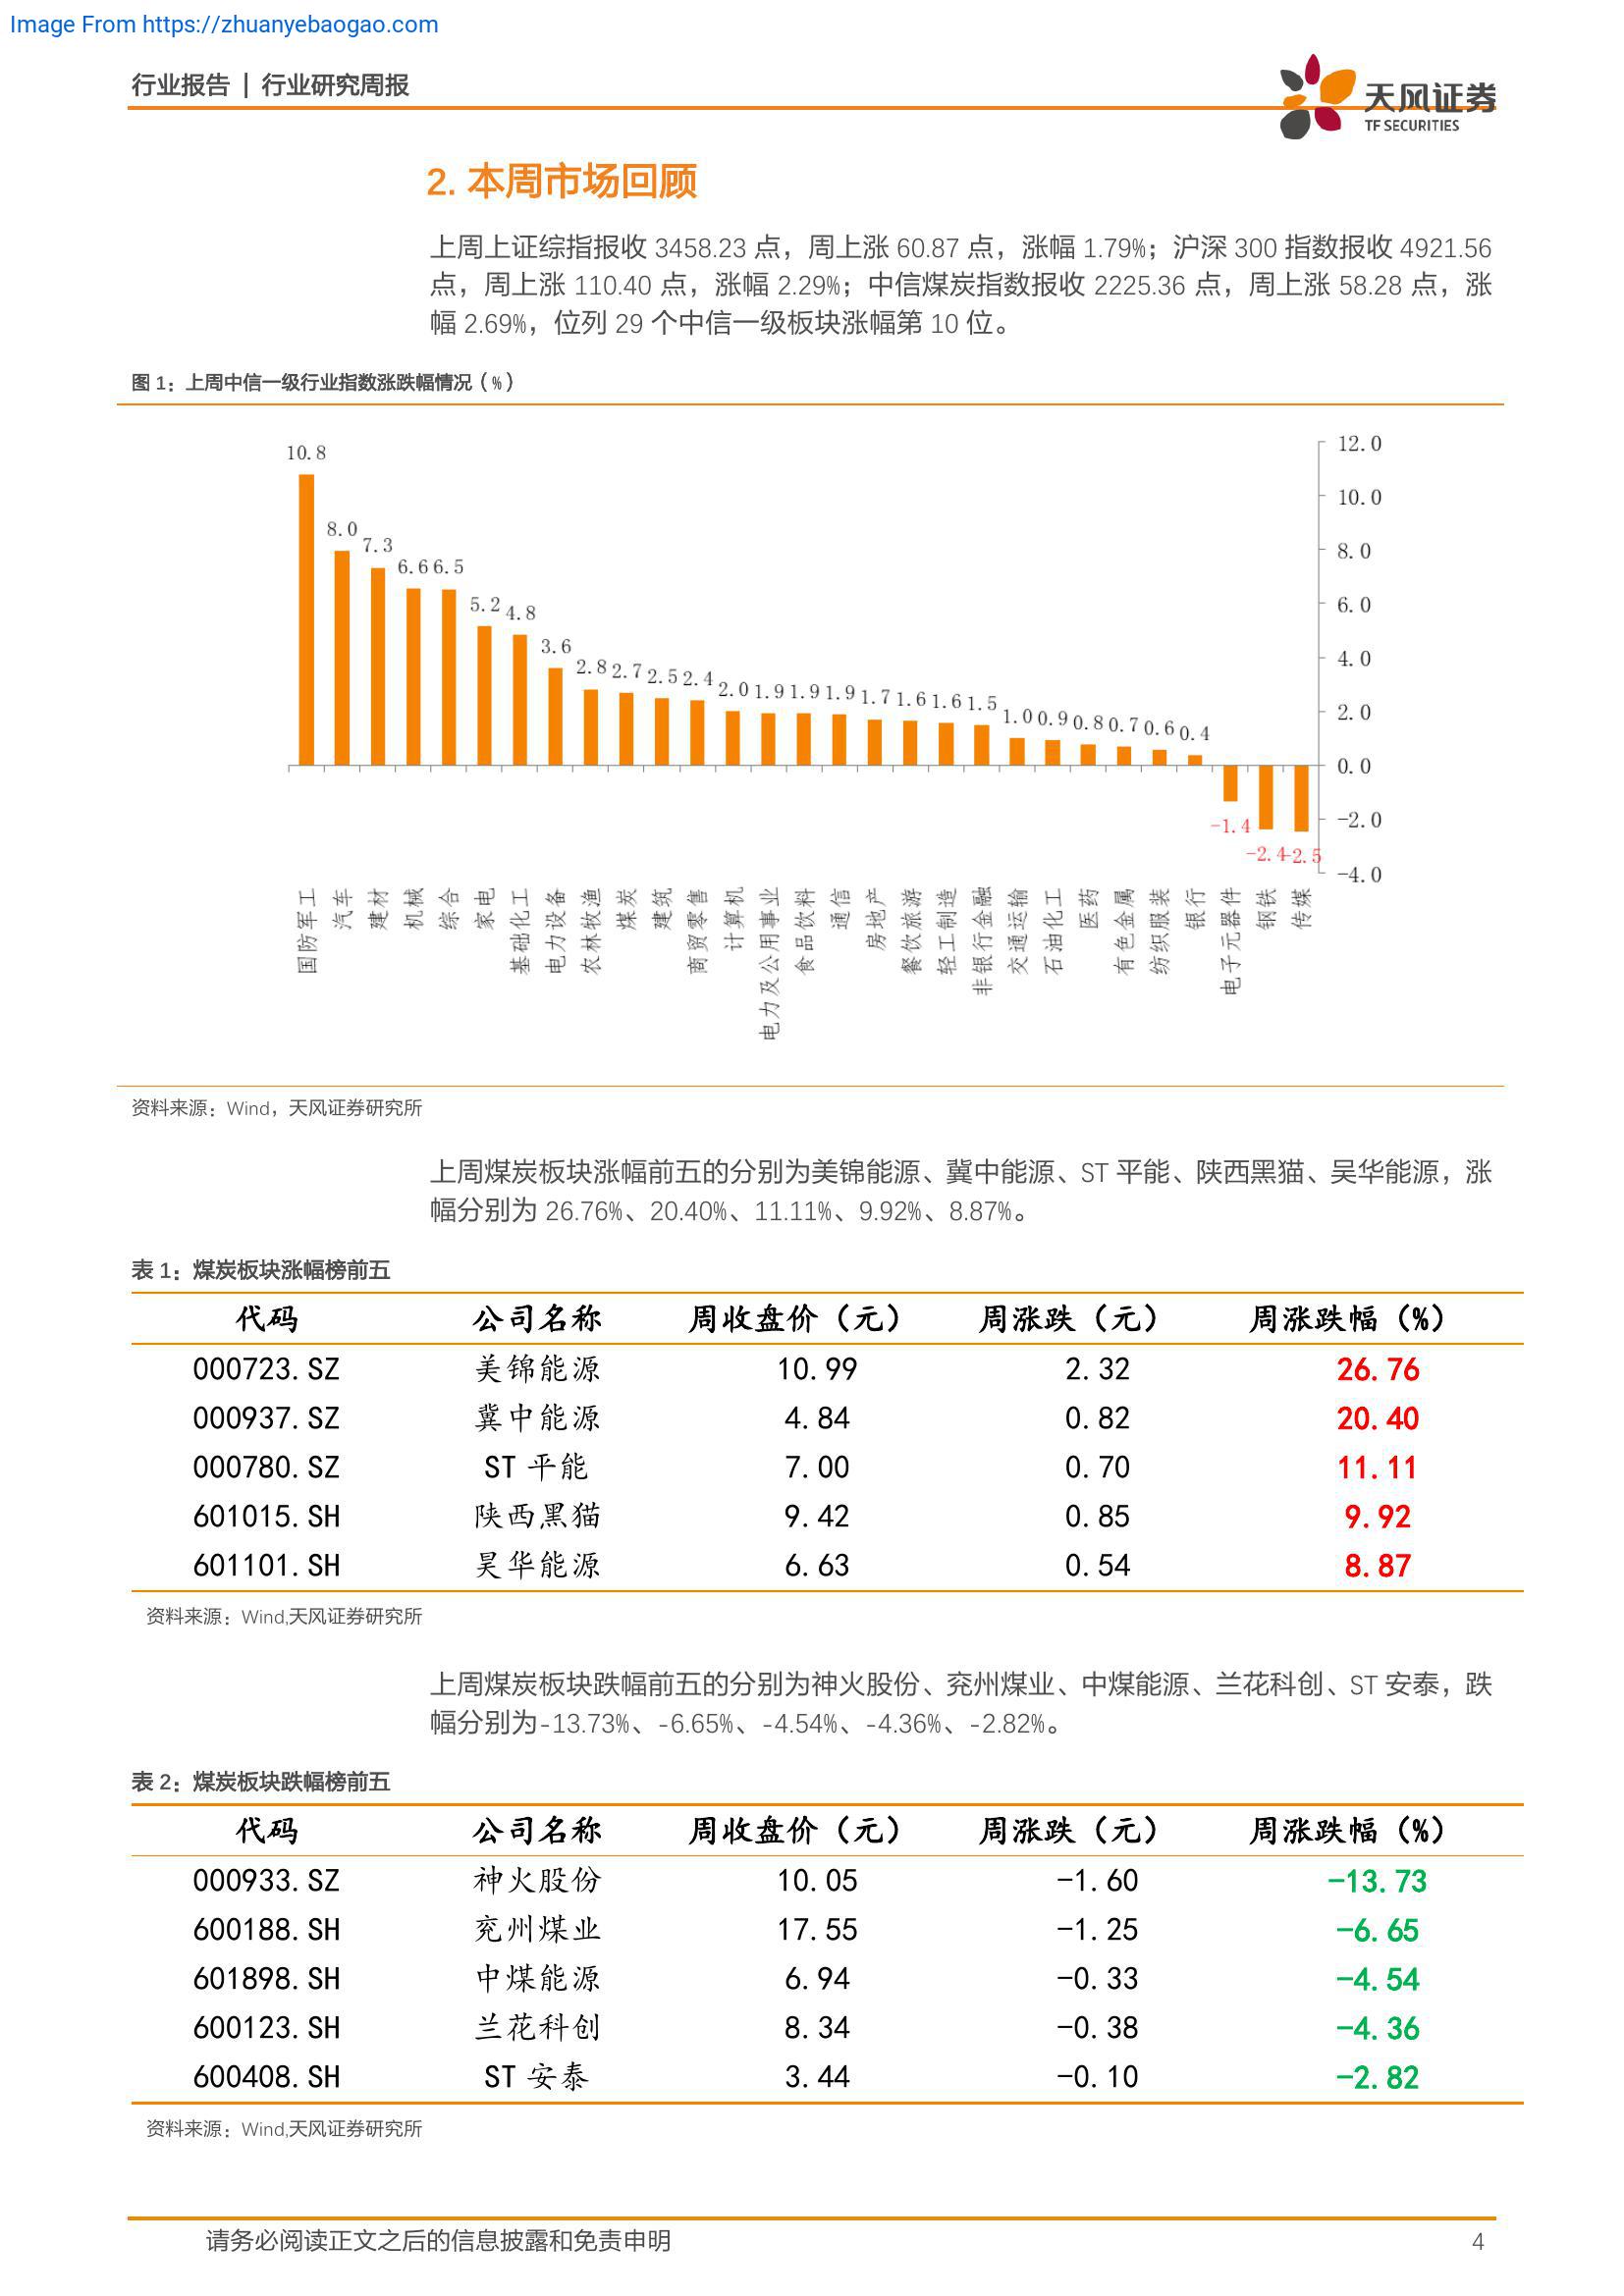 Image From https://zhuanyebaogao.com
行业报告 | 行业研究周报
天风证券
TF SECURITIES
2. 本周市场回顾
上周上证综指报收 3458.23 点，周上涨 60.87 点，涨幅 1.79%；沪深 300 指数报收 4921.56
点，周上涨 110.40 点，涨幅 2.29%；中信煤炭指数报收 2225.36 点，周上涨 58.28 点，涨
幅 2.69%，位列 29 个中信一级板块涨幅第 10 位。
图 1：上周中信一级行业指数涨跌幅情况（%）
10.8 8.0 7.3 6.6 6.5 5.2 4.8 3.6 2.8 2.7 2.5 2.4 2.0 1.9 1.9 1.9 1.7 1.6 1.6 1.5 1.0 0.9 0.8 0.7 0.6 0.4 -1.4 -2.4 -2.5
12.0
10.0
8.0
6.0
4.0
2.0
0.0
-2.0
-4.0
国防军工 汽车 建材 机械 综合 家电 基础化工 电力设备 农林牧渔 煤炭 建筑 商贸零售 计算机 电力及公用事业 食品饮料 通信 房地产 餐饮旅游 轻工制造 非银行金融 交通运输 石油化工 医药 有色金属 纺织服装 银行 电子元器件 钢铁 传媒
资料来源：Wind，天风证券研究所
上周煤炭板块涨幅前五的分别为美锦能源、冀中能源、ST 平能、陕西黑猫、吴华能源，涨
幅分别为 26.76%、20.40%、11.11%、9.92%、8.87%。
表 1：煤炭板块涨幅榜前五
代码 公司名称 周收盘价（元） 周涨跌（元） 周涨跌幅（%）
000723.SZ 美锦能源 10.99 2.32 26.76
000937.SZ 冀中能源 4.84 0.82 20.40
000780.SZ ST 平能 7.00 0.70 11.11
601015.SH 陕西黑猫 9.42 0.85 9.92
601101.SH 昊华能源 6.63 0.54 8.87
资料来源：Wind,天风证券研究所
上周煤炭板块跌幅前五的分别为神火股份、兖州煤业、中煤能源、兰花科创、ST 安泰，跌
幅分别为-13.73%、-6.65%、-4.54%、-4.36%、-2.82%。
表 2：煤炭板块跌幅榜前五
代码 公司名称 周收盘价（元） 周涨跌（元） 周涨跌幅（%）
000933.SZ 神火股份 10.05 -1.60 -13.73
600188.SH 兖州煤业 17.55 -1.25 -6.65
601898.SH 中煤能源 6.94 -0.33 -4.54
600123.SH 兰花科创 8.34 -0.38 -4.36
600408.SH ST 安泰 3.44 -0.10 -2.82
资料来源：Wind,天风证券研究所
请务必阅读正文之后的信息披露和免责申明 4